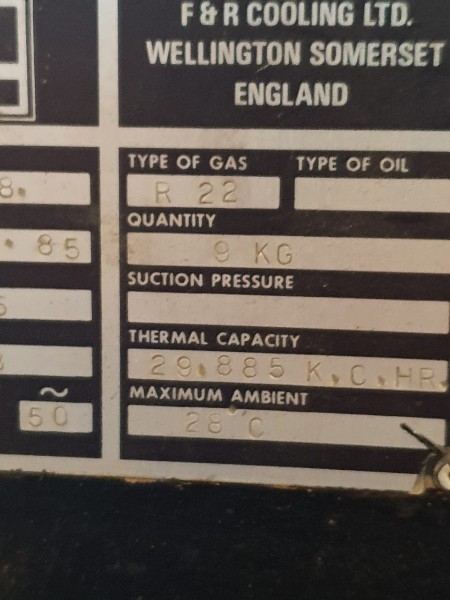 F & R COOLING LTD.
WELLINGTON SOMERSET
ENGLAND
TYPE OF GAS TYPE OF OIL
8. R 22
QUANTITY
. 85 9 KG
SUCTION PRESSURE
THERMAL CAPACITY
29.885 K.C.HR.
MAXIMUM AMBIENT
~
50 28°C